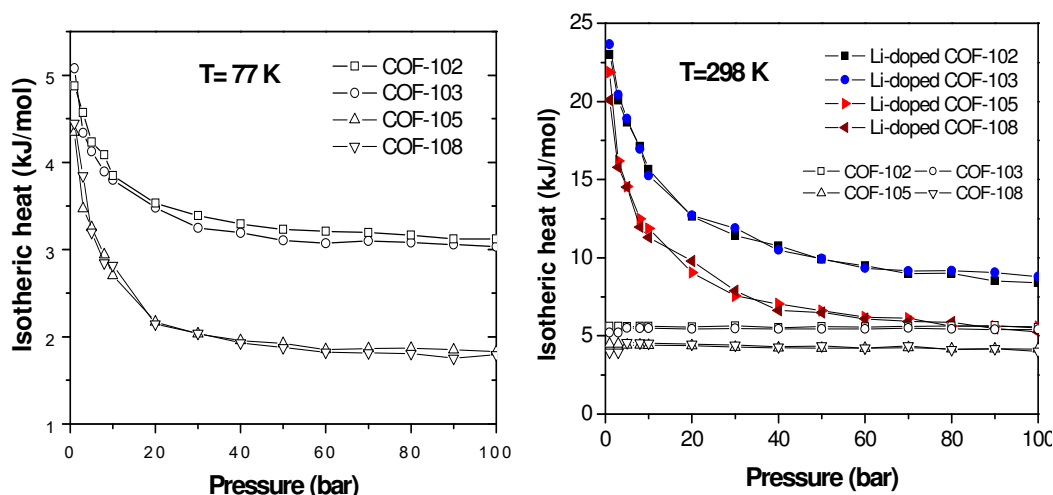 T= 77 K
COF-102
COF-103
COF-105
COF-108
Isotheric heat (kJ/mol)
5
4
3
2
1
0 20 40 60 80 100
Pressure (bar)
T=298 K
Li-doped COF-102
Li-doped COF-103
Li-doped COF-105
Li-doped COF-108
COF-102 COF-103
COF-105 COF-108
Isotheric heat (kJ/mol)
25
20
15
10
5
0
0 20 40 60 80 100
Pressure (bar)